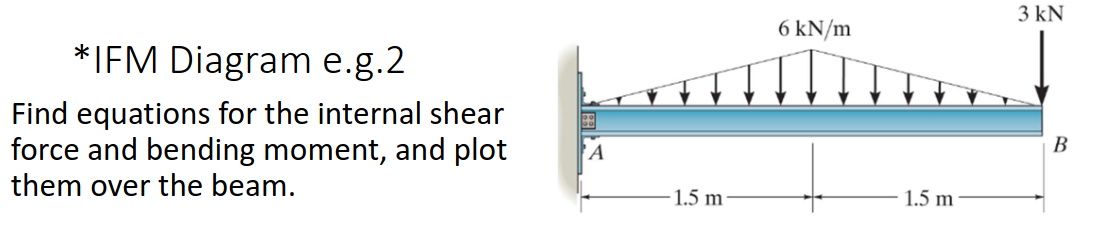 *IFM Diagram e.g.2
Find equations for the internal shear
force and bending moment, and plot
them over the beam.
3 kN
6 kN/m
A
B
1.5 m
1.5 m